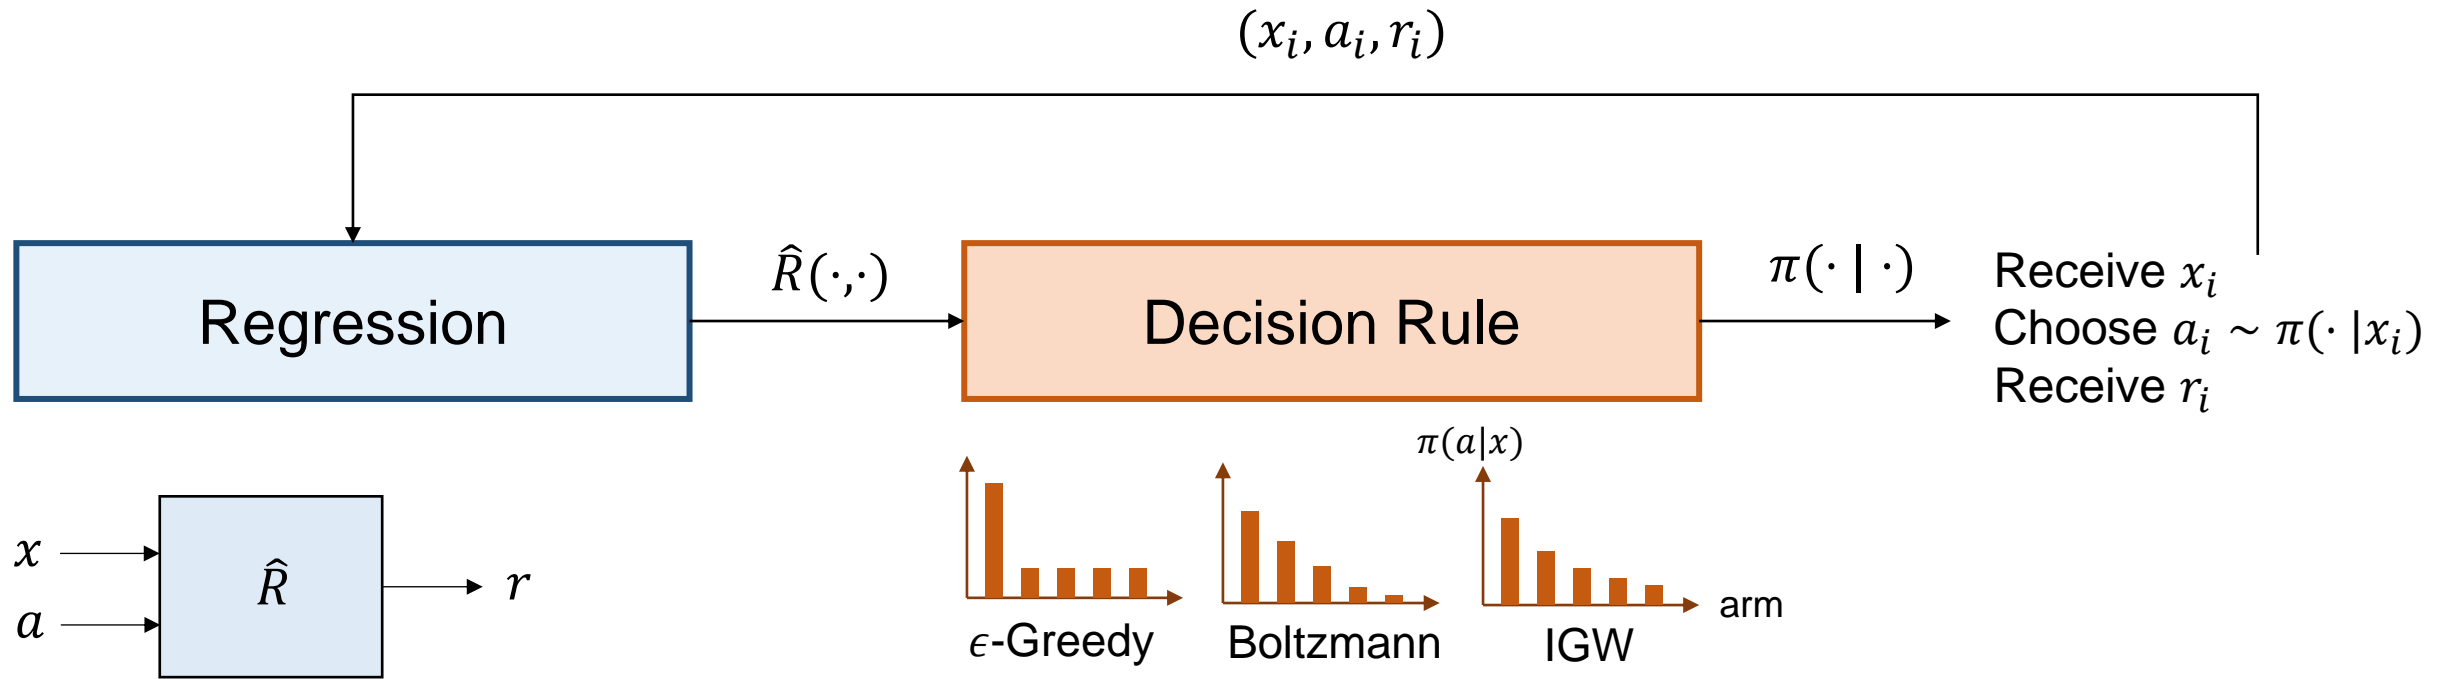 (x_i, a_i, r_i)
Regression
R̂(·,·)
Decision Rule
π(· | ·)
Receive x_i
Choose a_i ~ π(· |x_i)
Receive r_i
x
a
R̂
r
π(a|x)
arm
ϵ-Greedy
Boltzmann
IGW